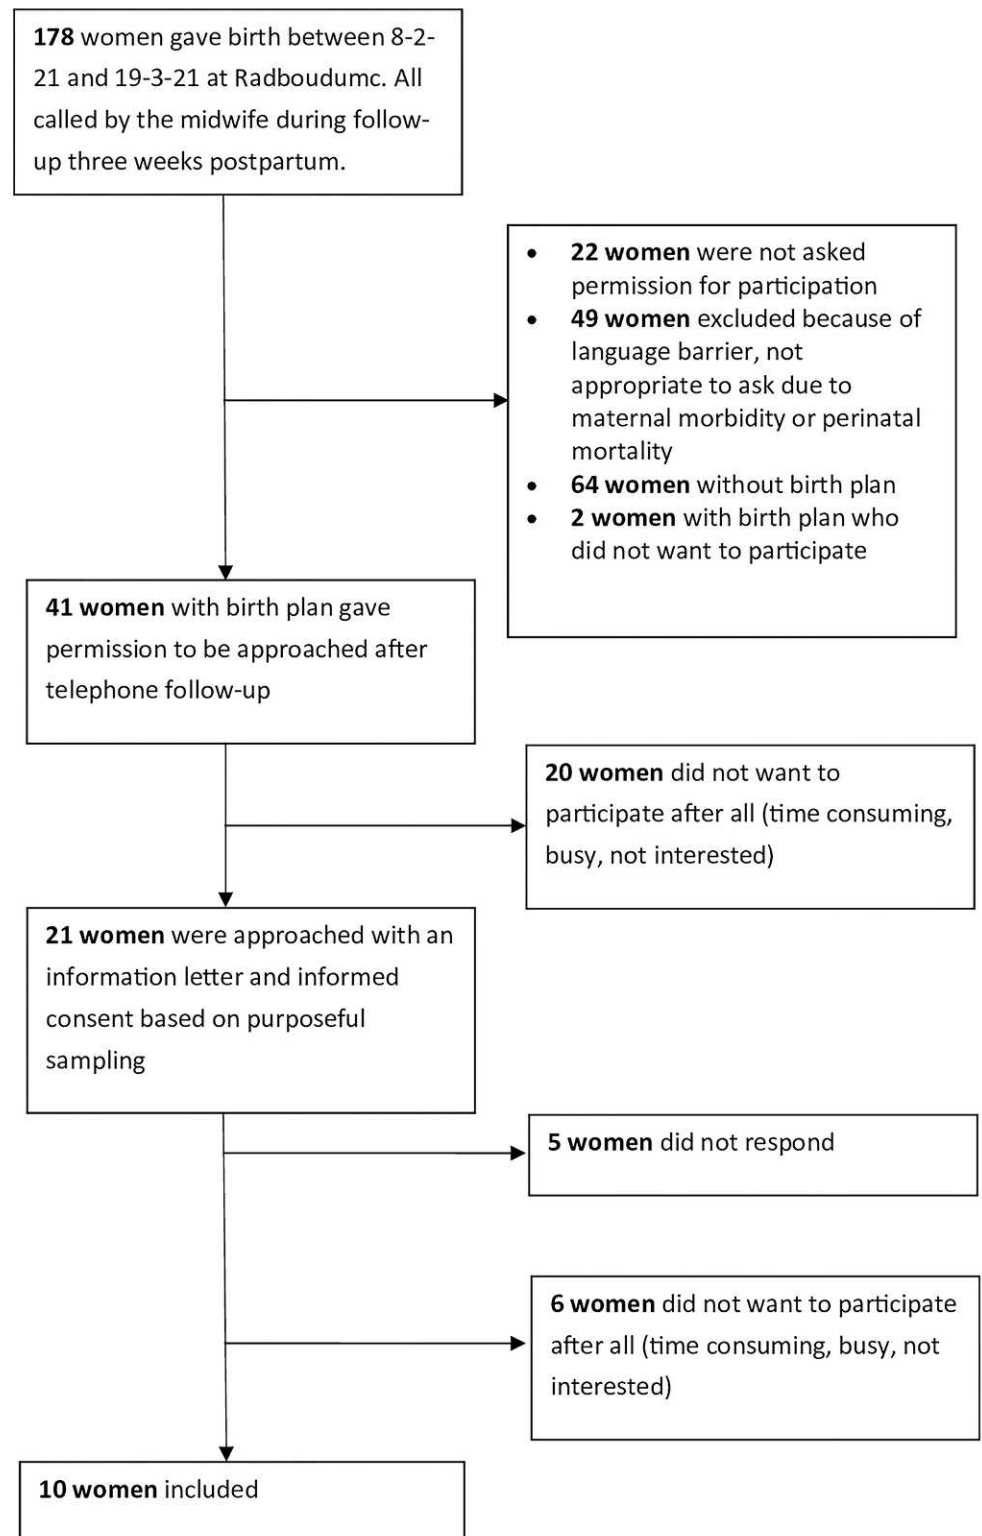 178 women gave birth between 8-2-
21 and 19-3-21 at Radboudumc. All
called by the midwife during follow-
up three weeks postpartum.
• 22 women were not asked
permission for participation
• 49 women excluded because of
language barrier, not
appropriate to ask due to
maternal morbidity or perinatal
mortality
• 64 women without birth plan
• 2 women with birth plan who
did not want to participate
41 women with birth plan gave
permission to be approached after
telephone follow-up
20 women did not want to
participate after all (time consuming,
busy, not interested)
21 women were approached with an
information letter and informed
consent based on purposeful
sampling
5 women did not respond
6 women did not want to participate
after all (time consuming, busy, not
interested)
10 women included